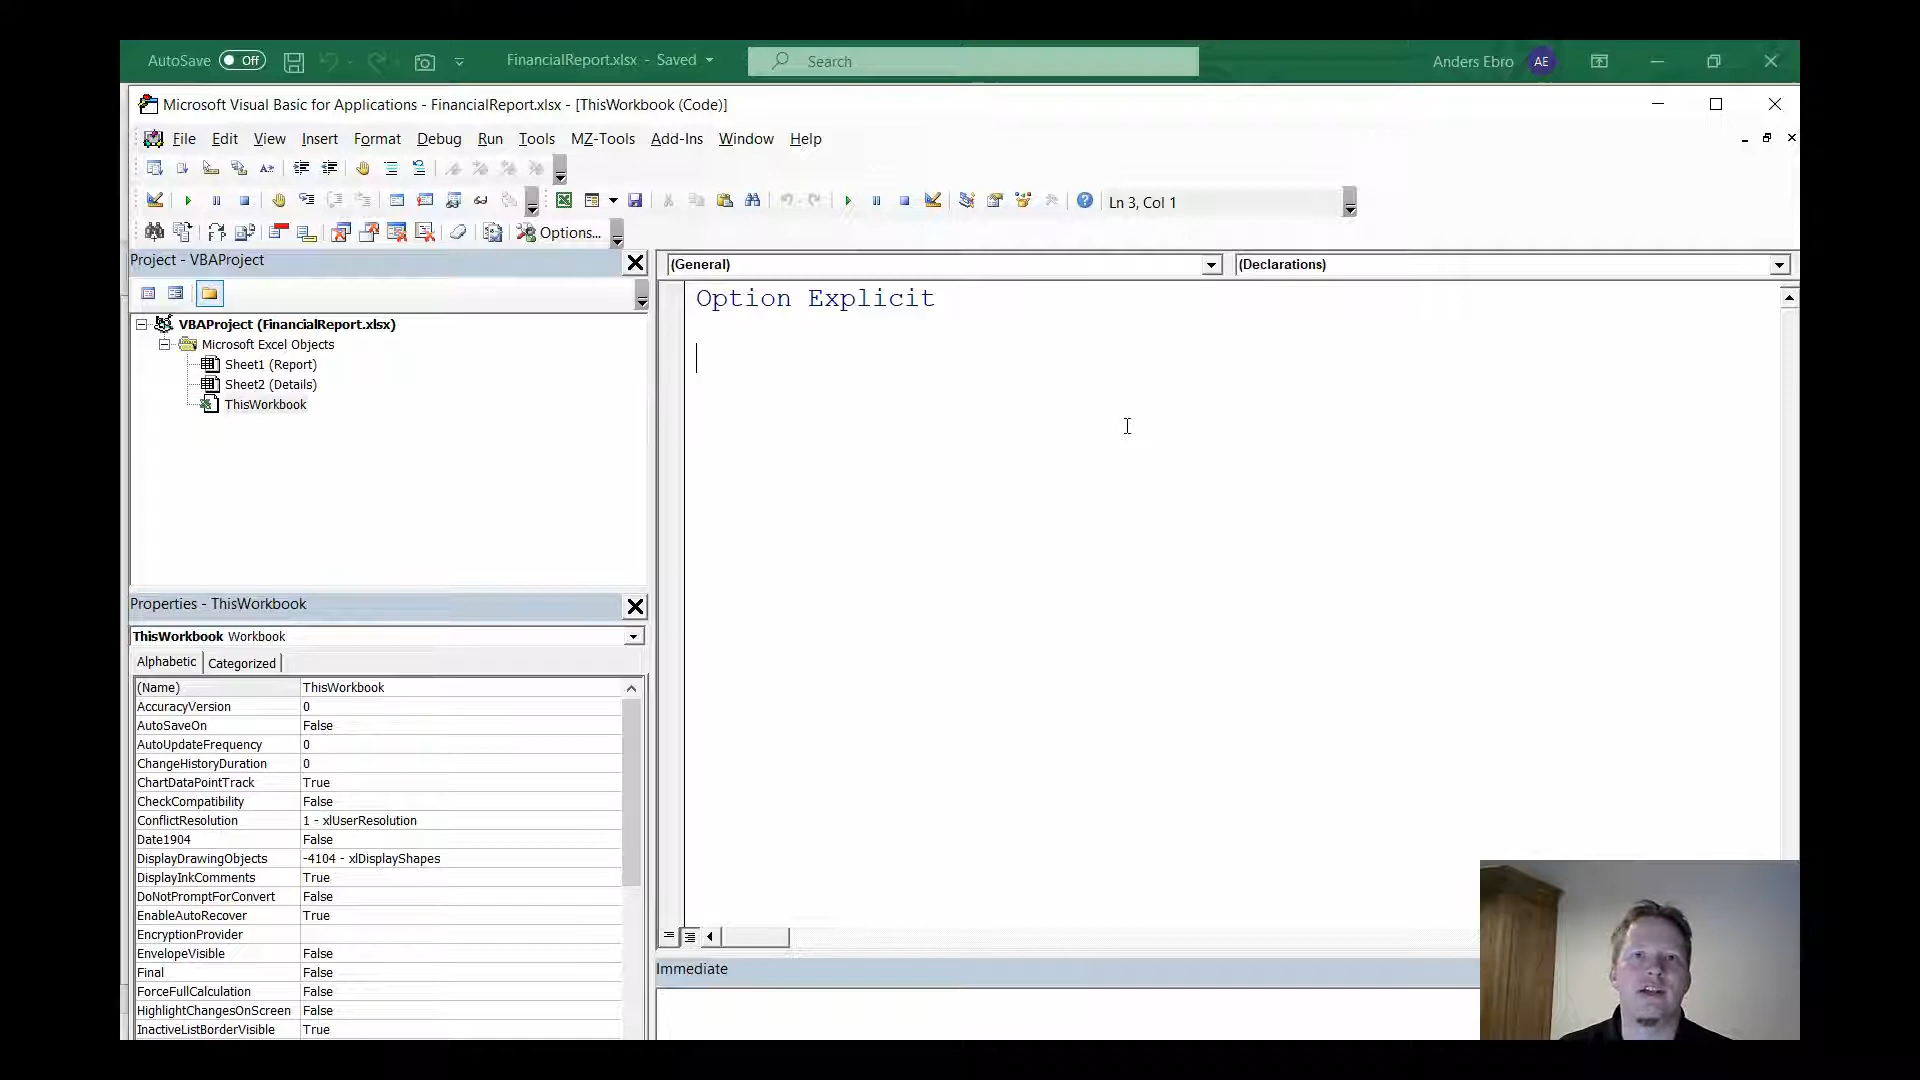 AutoSave Off FinancialReport.xlsx - Saved Search Anders Ebro AE
Microsoft Visual Basic for Applications - FinancialReport.xlsx - [ThisWorkbook (Code)]
File Edit View Insert Format Debug Run Tools MZ-Tools Add-Ins Window Help
Ln 3, Col 1
Options...
Project - VBAProject
(General) (Declarations)
Option Explicit
VBAProject (FinancialReport.xlsx)
Microsoft Excel Objects
Sheet1 (Report)
Sheet2 (Details)
ThisWorkbook
Properties - ThisWorkbook
ThisWorkbook Workbook
Alphabetic Categorized
(Name) ThisWorkbook
AccuracyVersion 0
AutoSaveOn False
AutoUpdateFrequency 0
ChangeHistoryDuration 0
ChartDataPointTrack True
CheckCompatibility False
ConflictResolution 1 - xlUserResolution
Date1904 False
DisplayDrawingObjects -4104 - xlDisplayShapes
DisplayInkComments True
DoNotPromptForConvert False
EnableAutoRecover True
EncryptionProvider
EnvelopeVisible False
Final False
ForceFullCalculation False
HighlightChangesOnScreen False
InactiveListBorderVisible True
Immediate